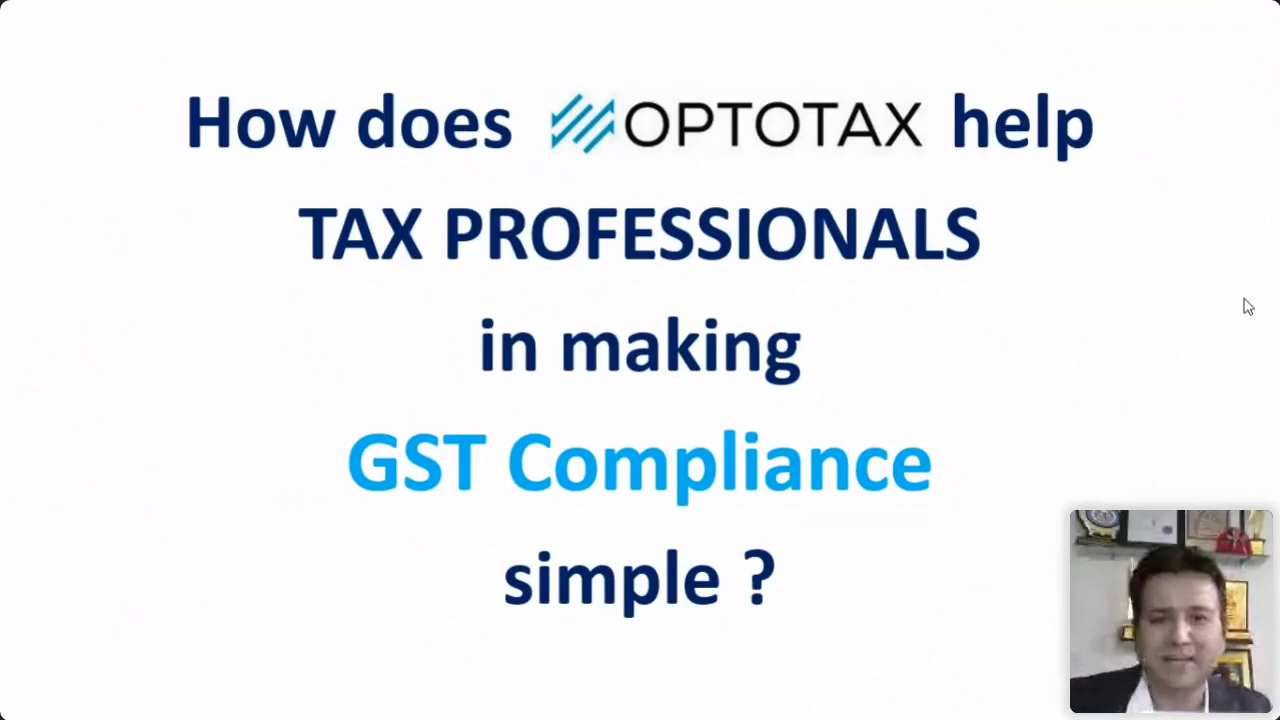 How does OPTOTAX help
TAX PROFESSIONALS
in making
GST Compliance
simple ?